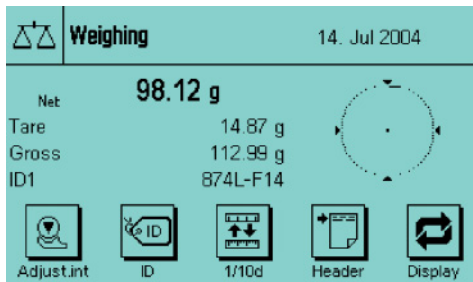 Weighing 14. Jul 2004
Net 98.12 g
Tare 14.87 g
Gross 112.99 g
ID1 874L-F14
ID
Adjust.int ID 1/10d Header Display